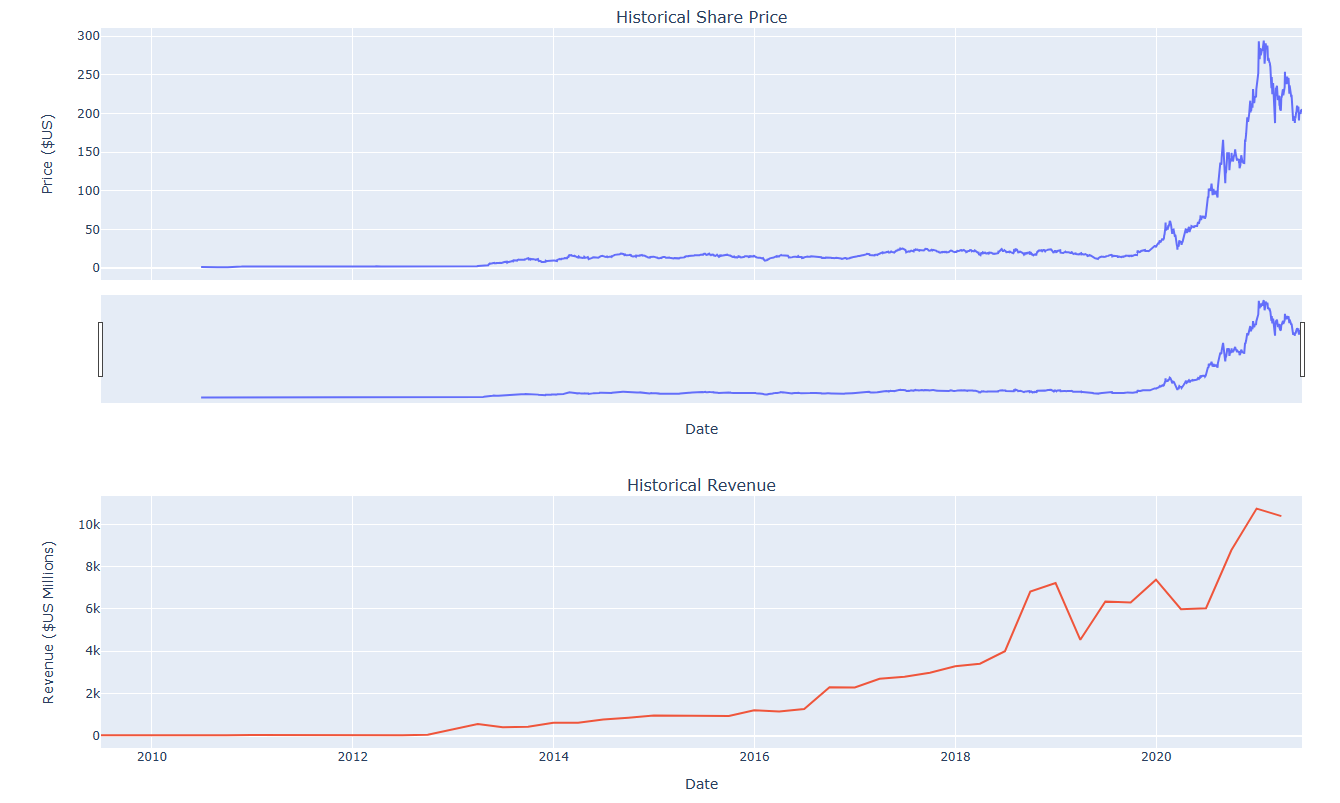 Historical Share Price
300
250
200
150
100
50
0
Price ($US)
Date
Historical Revenue
10k
8k
6k
4k
2k
0
Revenue ($US Millions)
2010 2012 2014 2016 2018 2020
Date